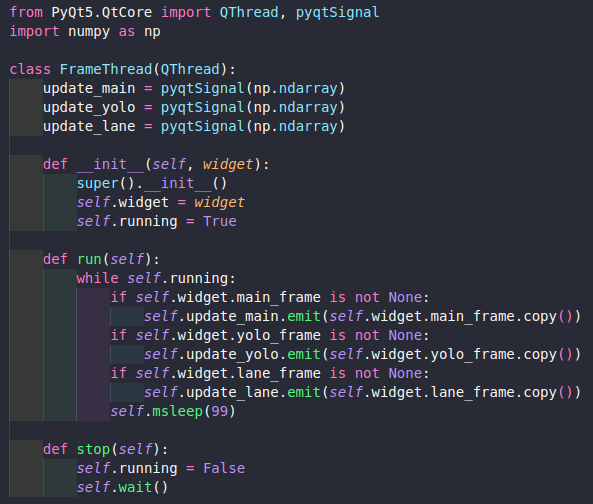 from PyQt5.QtCore import QThread, pyqtSignal
import numpy as np

class FrameThread(QThread):
    update_main = pyqtSignal(np.ndarray)
    update_yolo = pyqtSignal(np.ndarray)
    update_lane = pyqtSignal(np.ndarray)

    def __init__(self, widget):
        super().__init__()
        self.widget = widget
        self.running = True

    def run(self):
        while self.running:
            if self.widget.main_frame is not None:
                self.update_main.emit(self.widget.main_frame.copy())
            if self.widget.yolo_frame is not None:
                self.update_yolo.emit(self.widget.yolo_frame.copy())
            if self.widget.lane_frame is not None:
                self.update_lane.emit(self.widget.lane_frame.copy())
            self.msleep(99)

    def stop(self):
        self.running = False
        self.wait()